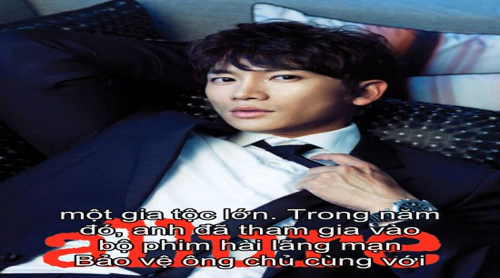 một gia tộc lớn. Trong năm
đó, anh đã tham gia vào
bộ phim hài lãng mạn
Bảo vệ ông chủ cùng với